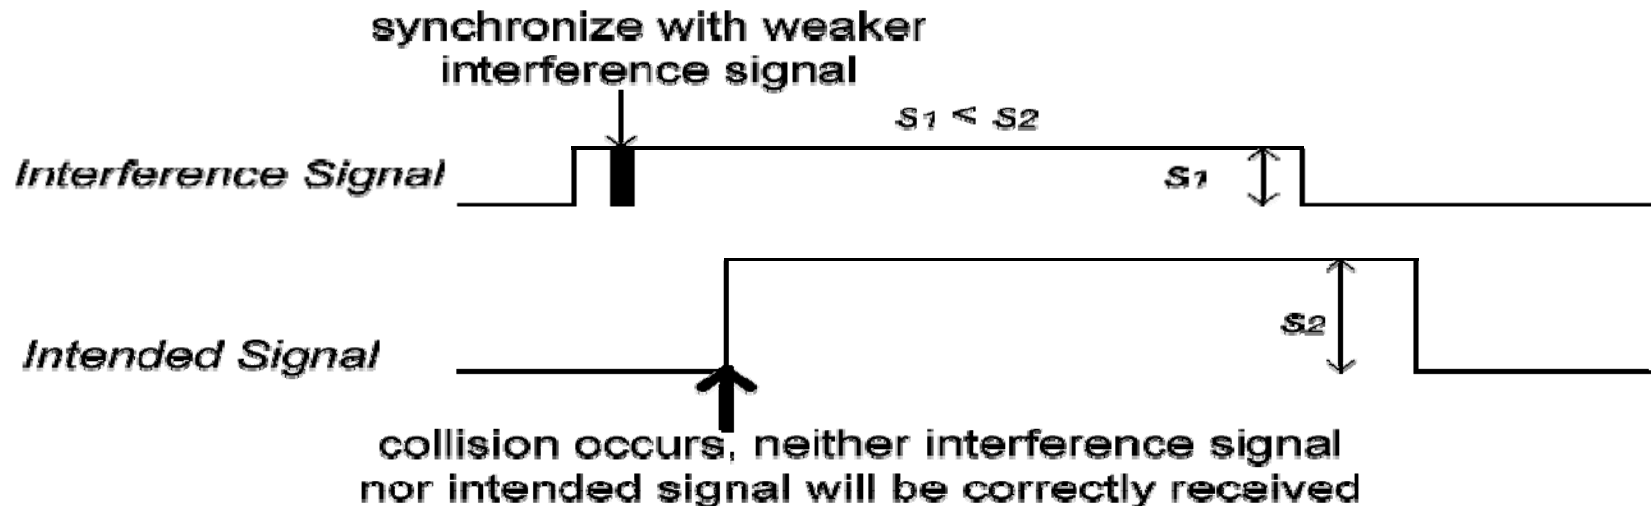 synchronize with weaker
interference signal
s1 < s2
Interference Signal
s1
s2
Intended Signal
collision occurs, neither interference signal
nor intended signal will be correctly received